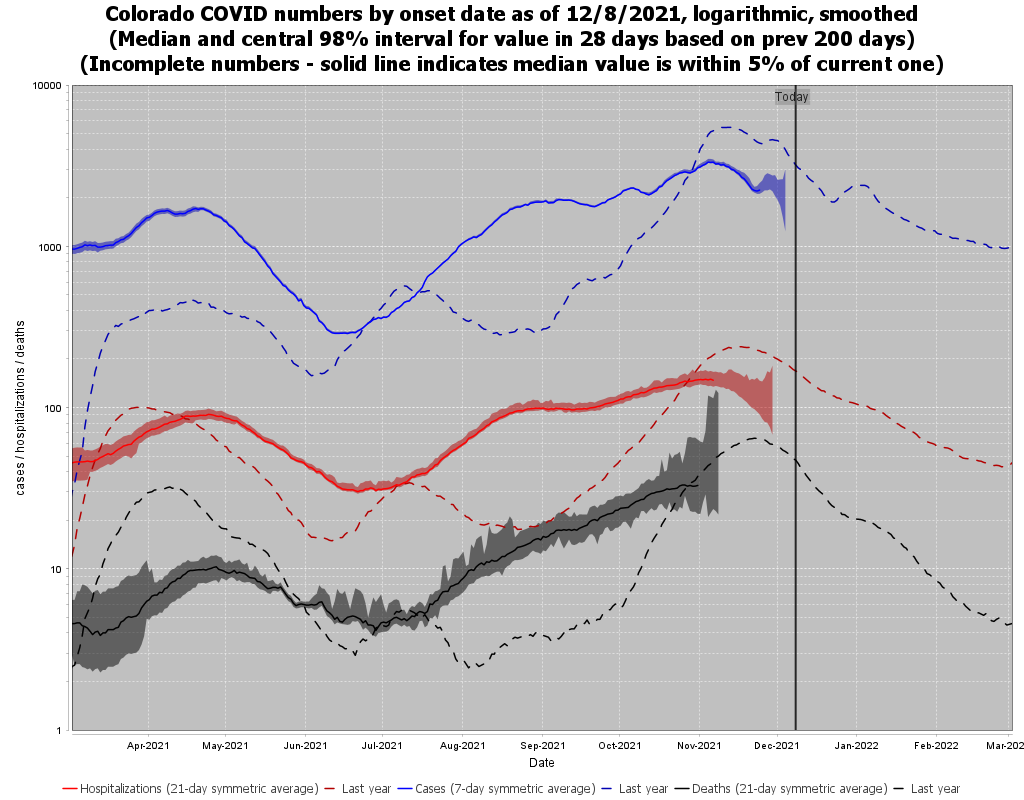 Colorado COVID numbers by onset date as of 12/8/2021, logarithmic, smoothed
(Median and central 98% interval for value in 28 days based on prev 200 days)
(Incomplete numbers - solid line indicates median value is within 5% of current one)
Today
cases / hospitalizations / deaths
10000
1000
100
10
1
Apr-2021 May-2021 Jun-2021 Jul-2021 Aug-2021 Sep-2021 Oct-2021 Nov-2021 Dec-2021 Jan-2022 Feb-2022 Mar-202
Date
Hospitalizations (21-day symmetric average) Last year Cases (7-day symmetric average) Last year Deaths (21-day symmetric average) Last year